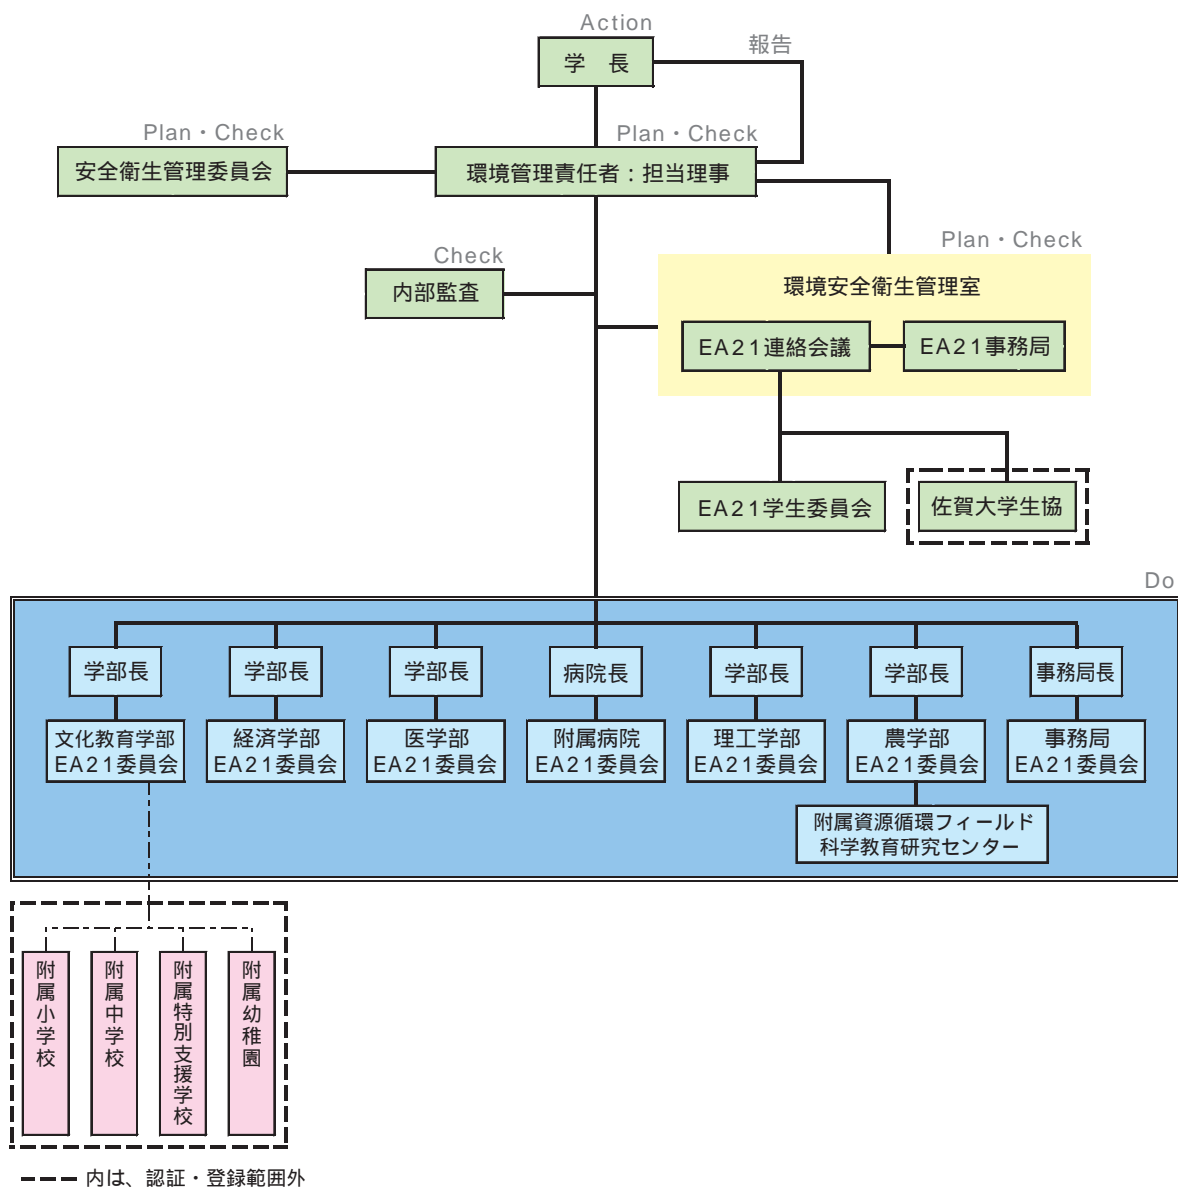 Action
報告
学　長
Plan・Check
Plan・Check
安全衛生管理委員会
環境管理責任者：担当理事
Plan・Check
Check
内部監査
環境安全衛生管理室
EA21連絡会議
EA21事務局
EA21学生委員会
佐賀大学生協
Do
学部長
学部長
学部長
病院長
学部長
学部長
事務局長
文化教育学部
EA21委員会
経済学部
EA21委員会
医学部
EA21委員会
附属病院
EA21委員会
理工学部
EA21委員会
農学部
EA21委員会
事務局
EA21委員会
附属資源循環フィールド
科学教育研究センター
附属小学校
附属中学校
附属特別支援学校
附属幼稚園
内は、認証・登録範囲外